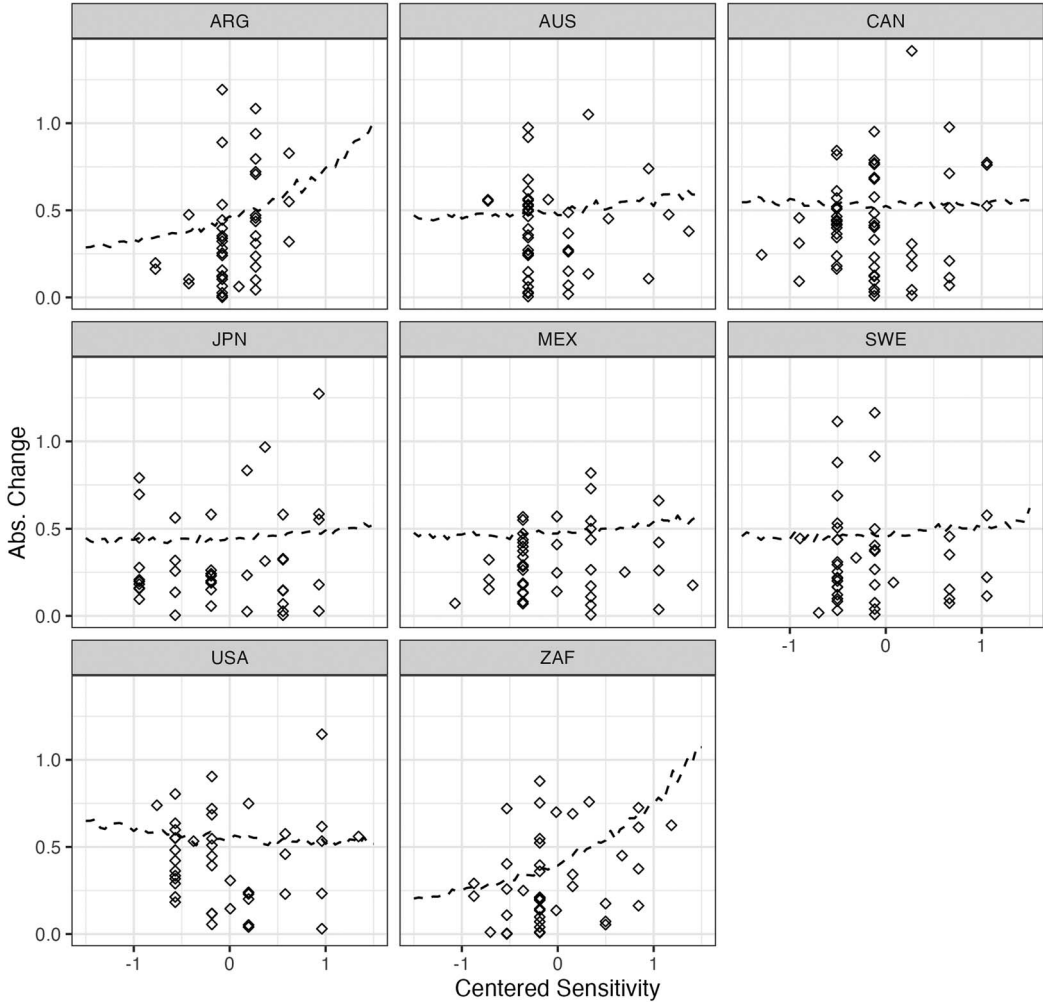 ARG AUS CAN
1.0
0.5
0.0
JPN MEX SWE
1.0
0.5
0.0
-1 0 1
USA ZAF
1.0
0.5
0.0
-1 0 1 -1 0 1
Abs. Change
Centered Sensitivity